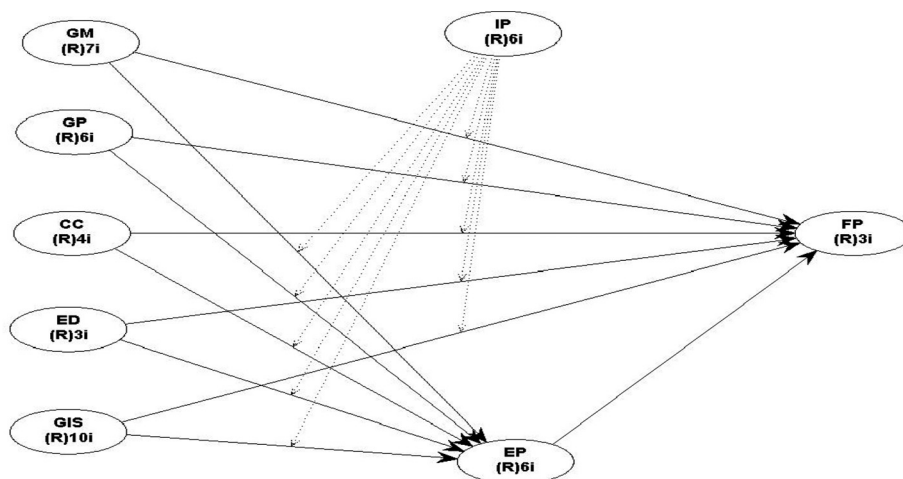 GM
(R)7i
IP
(R)6i
GP
(R)6i
CC
(R)4i
FP
(R)3i
ED
(R)3i
GIS
(R)10i
EP
(R)6i